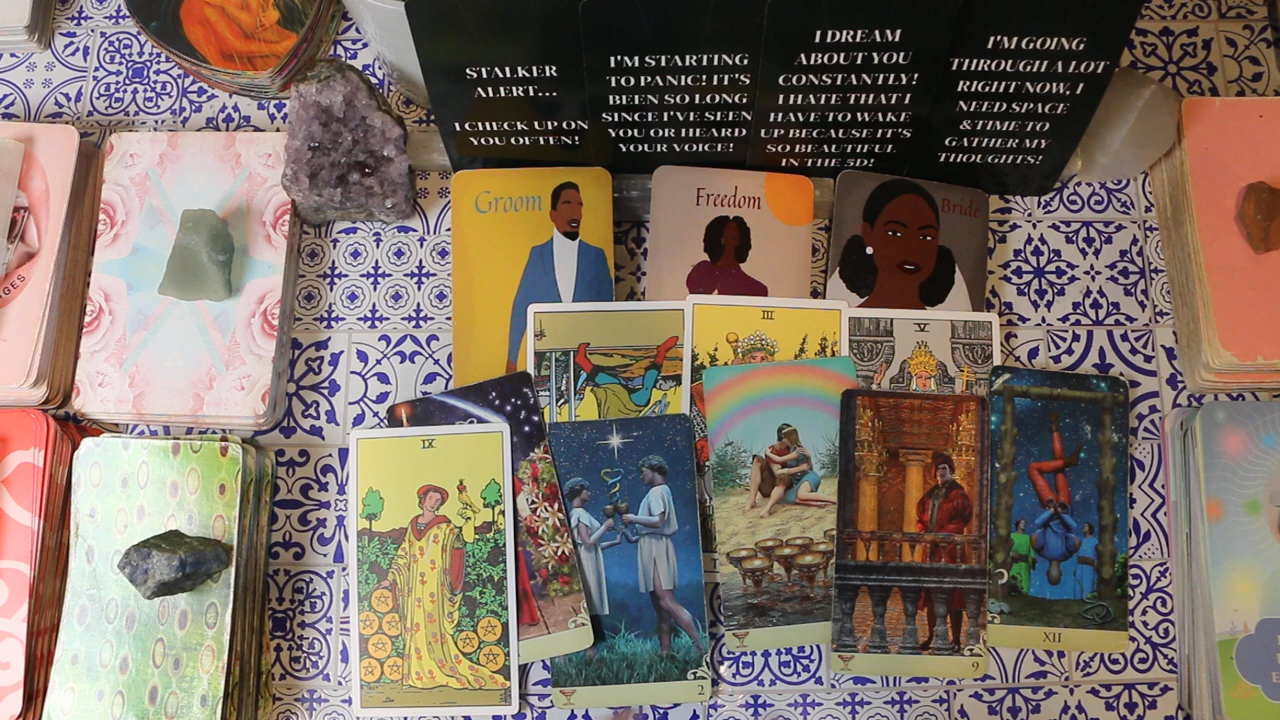 STALKER
ALERT...
I CHECK UP ON
YOU OFTEN!
I'M STARTING
TO PANIC! IT'S
BEEN SO LONG
SINCE I'VE SEEN
YOU OR HEARD
YOUR VOICE!
I DREAM
ABOUT YOU
CONSTANTLY!
I HATE THAT I
HAVE TO WAKE
UP BECAUSE IT'S
SO BEAUTIFUL
IN THE 5D!
I'M GOING
THROUGH A LOT
RIGHT NOW, I
NEED SPACE
&TIME TO
GATHER MY
THOUGHTS!
Groom
Freedom
Bride
III
V
IX
2
9
XII